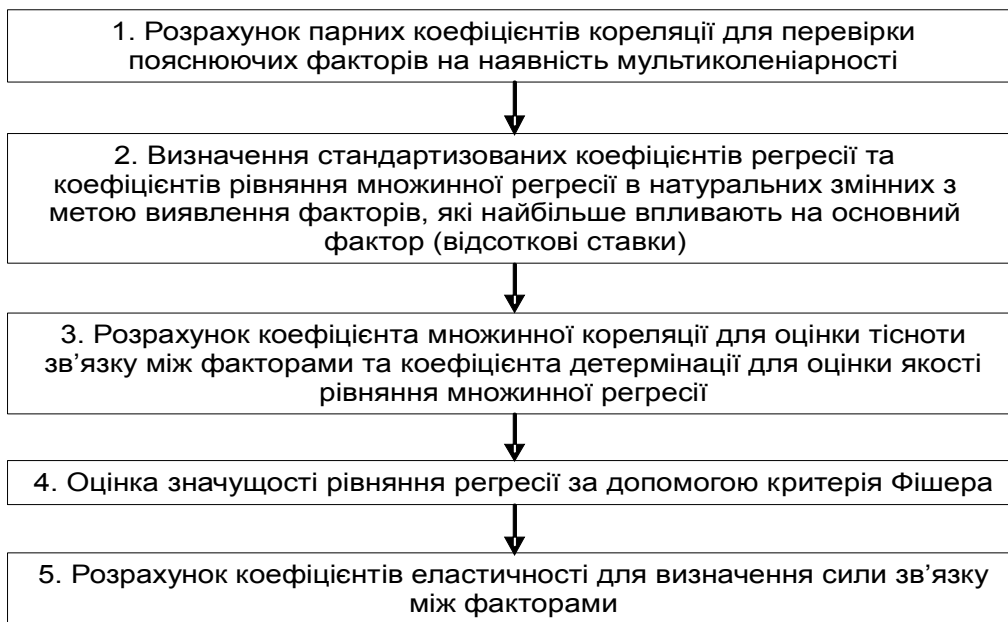 1. Розрахунок парних коефіцієнтів кореляції для перевірки
пояснюючих факторів на наявність мультиколеніарності
2. Визначення стандартизованих коефіцієнтів регресії та
коефіцієнтів рівняння множинної регресії в натуральних змінних з
метою виявлення факторів, які найбільше впливають на основний
фактор (відсоткові ставки)
3. Розрахунок коефіцієнта множинної кореляції для оцінки тісноти
зв’язку між факторами та коефіцієнта детермінації для оцінки якості
рівняння множинної регресії
4. Оцінка значущості рівняння регресії за допомогою критерія Фішера
5. Розрахунок коефіцієнтів еластичності для визначення сили зв’язку
між факторами